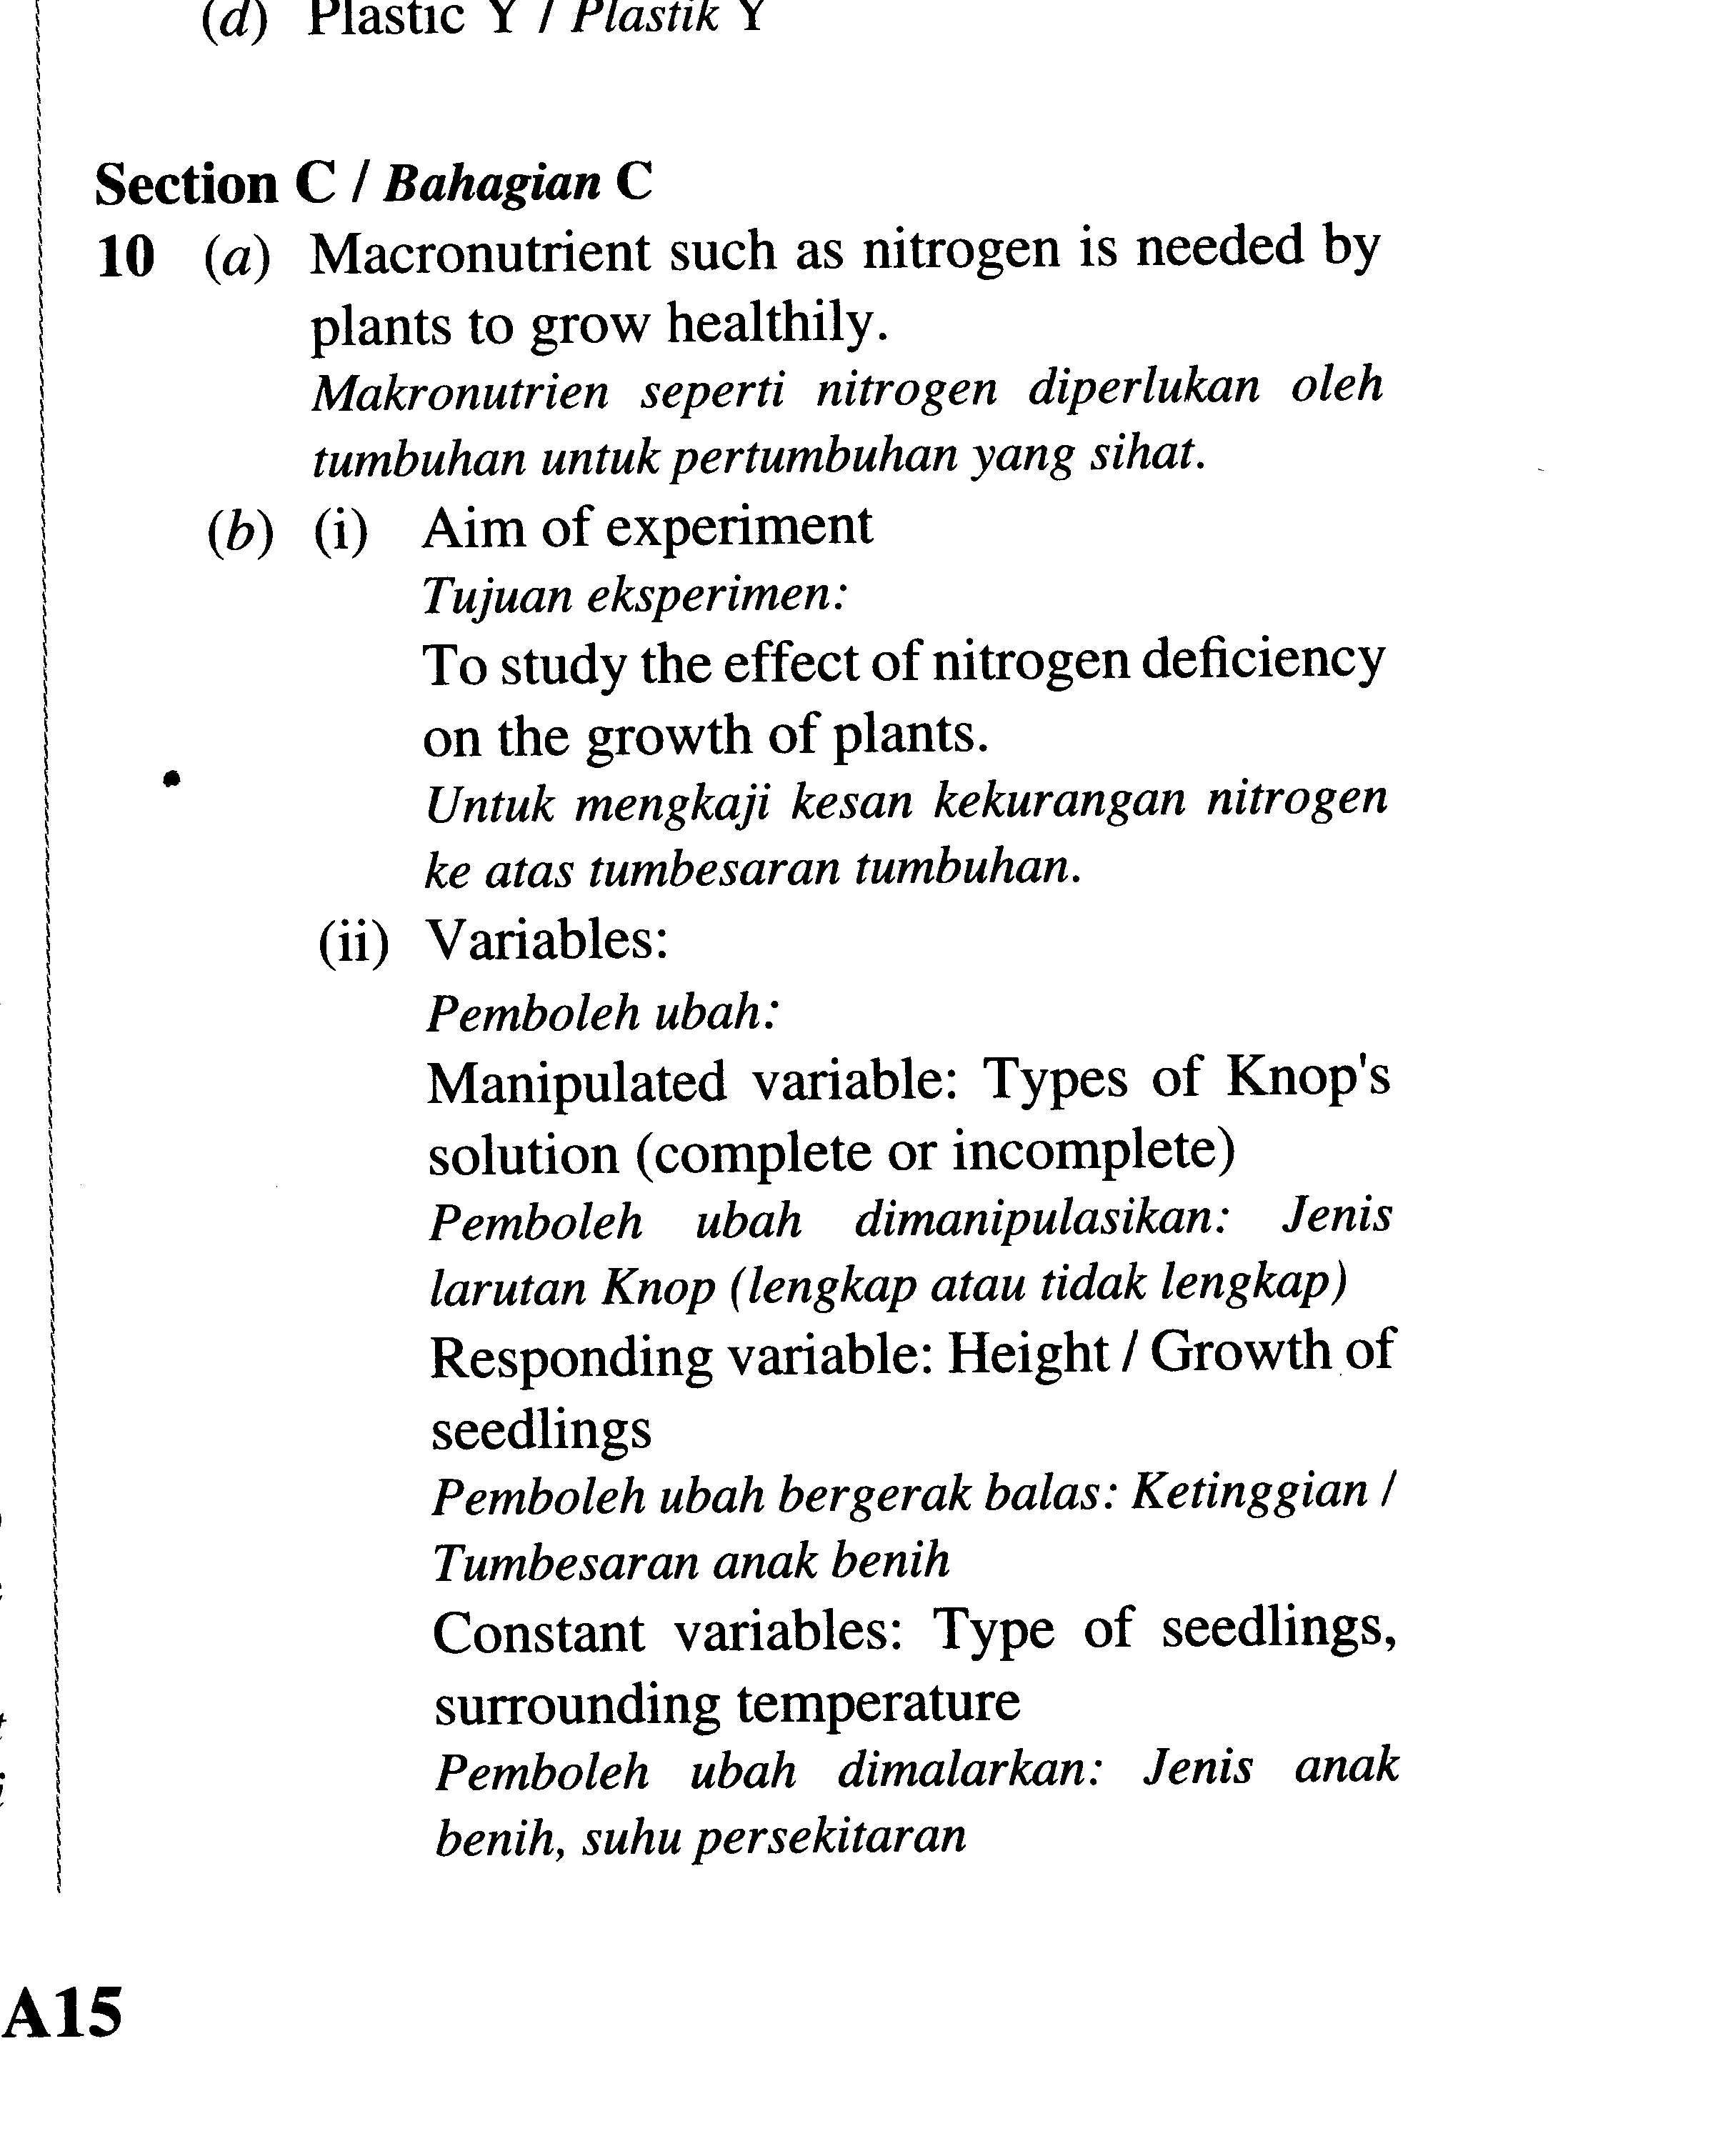 (d) Plastic Y / Plastik Y
Section C / Bahagian C
10 (a) Macronutrient such as nitrogen is needed by
plants to grow healthily.
Makronutrien seperti nitrogen diperlukan oleh
tumbuhan untuk pertumbuhan yang sihat.
(b) (i) Aim of experiment
Tujuan eksperimen:
To study the effect of nitrogen deficiency
on the growth of plants.
Untuk mengkaji kesan kekurangan nitrogen
ke atas tumbesaran tumbuhan.
(ii) Variables:
Pemboleh ubah:
Manipulated variable: Types of Knop's
solution (complete or incomplete)
Pemboleh ubah dimanipulasikan: Jenis
larutan Knop (lengkap atau tidak lengkap)
Responding variable: Height / Growth of
seedlings
Pemboleh ubah bergerak balas: Ketinggian /
Tumbesaran anak benih
Constant variables: Type of seedlings,
surrounding temperature
Pemboleh ubah dimalarkan: Jenis anak
benih, suhu persekitaran
A15